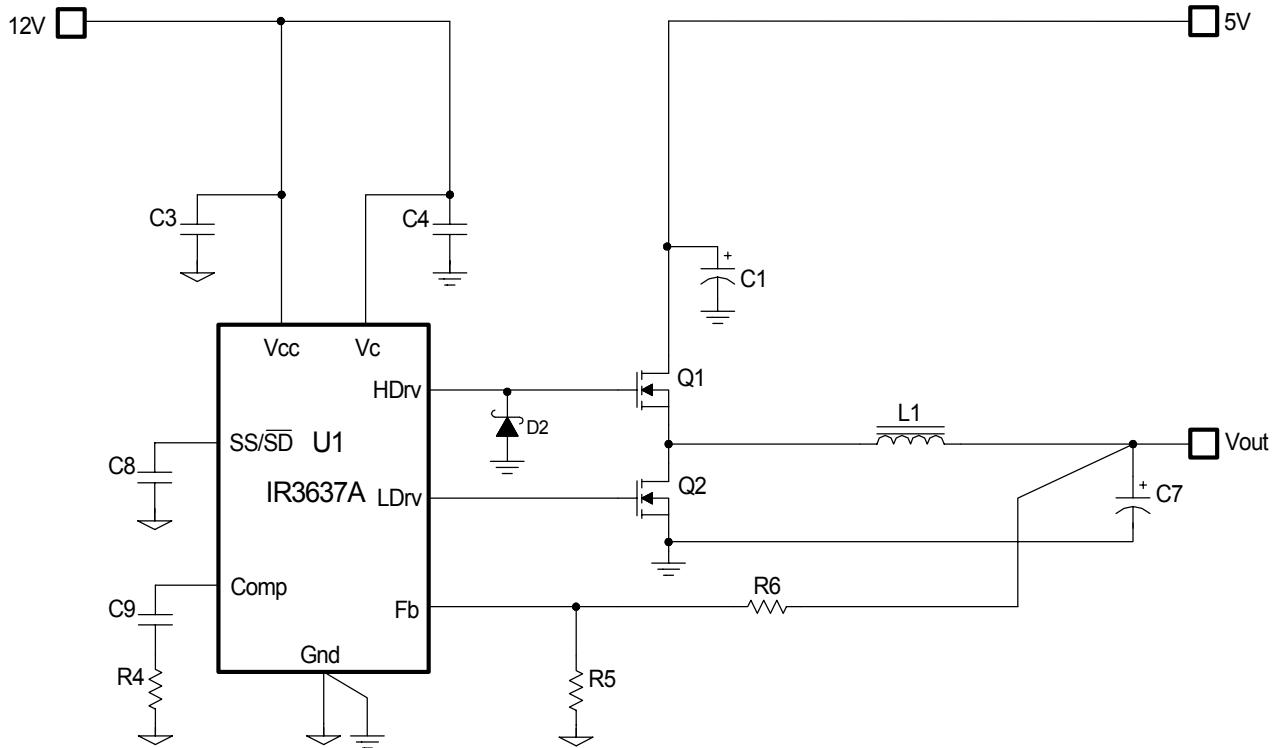 12V
5V
C3
C4
+
C1
Vcc
Vc
HDrv
Q1
D2
L1
SS/SD
U1
Vout
C8
IR3637A
LDrv
Q2
+
C7
Comp
C9
Fb
R6
Gnd
R4
R5